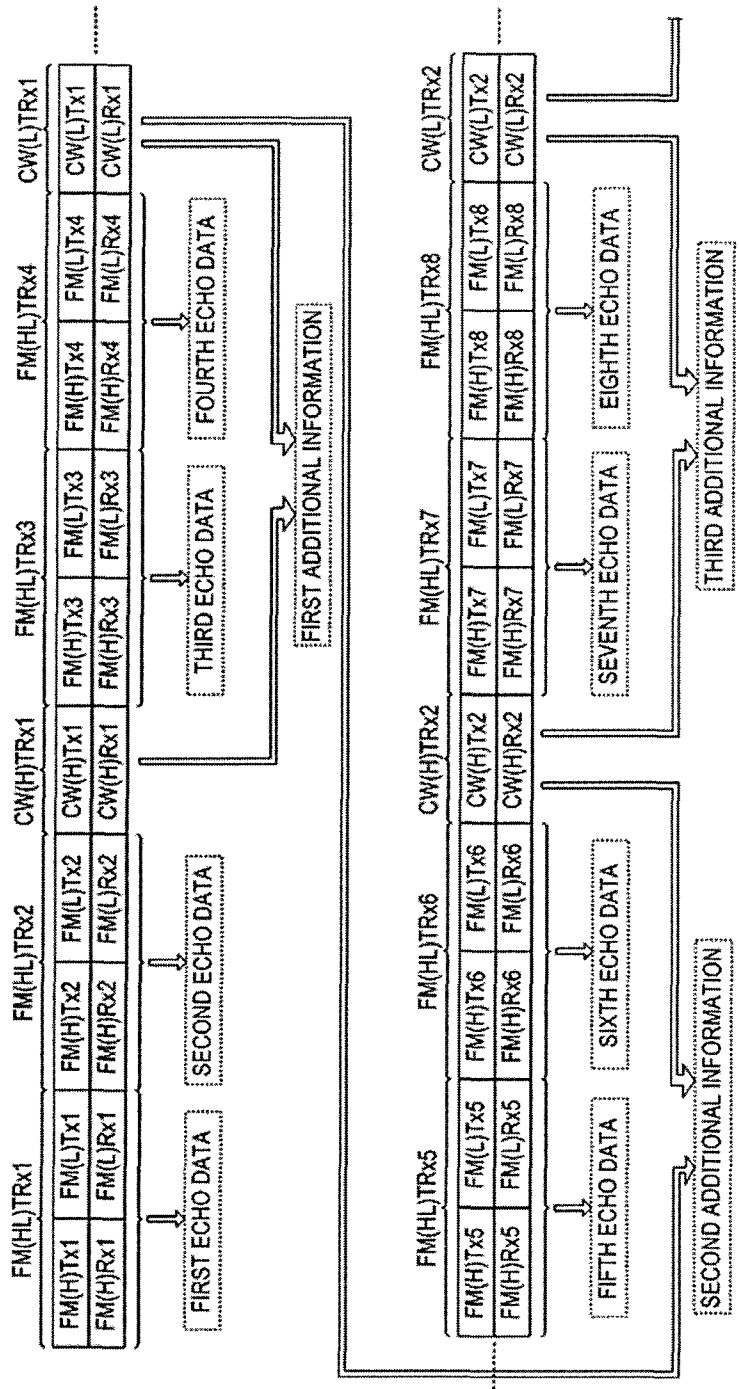 FM(HL)TRx1 FM(HL)TRx2 CW(H)TRx1 FM(HL)TRx3 FM(HL)TRx4 CW(L)TRx1
FM(H)Tx1 FM(L)Tx1 FM(H)Tx2 FM(L)Tx2 CW(H)Tx1 FM(H)Tx3 FM(L)Tx3 FM(H)Tx4 FM(L)Tx4 CW(L)Tx1
FM(H)Rx1 FM(L)Rx1 FM(H)Rx2 FM(L)Rx2 CW(H)Rx1 FM(H)Rx3 FM(L)Rx3 FM(H)Rx4 FM(L)Rx4 CW(L)Rx1
FIRST ECHO DATA SECOND ECHO DATA THIRD ECHO DATA FOURTH ECHO DATA
FIRST ADDITIONAL INFORMATION
FM(HL)TRx5 FM(HL)TRx6 CW(H)TRx2 FM(HL)TRx7 FM(HL)TRx8 CW(L)TRx2
FM(H)Tx5 FM(L)Tx5 FM(H)Tx6 FM(L)Tx6 CW(H)Tx2 FM(H)Tx7 FM(L)Tx7 FM(H)Tx8 FM(L)Tx8 CW(L)Tx2
FM(H)Rx5 FM(L)Rx5 FM(H)Rx6 FM(L)Rx6 CW(H)Rx2 FM(H)Rx7 FM(L)Rx7 FM(H)Rx8 FM(L)Rx8 CW(L)Rx2
FIFTH ECHO DATA SIXTH ECHO DATA SEVENTH ECHO DATA EIGHTH ECHO DATA
SECOND ADDITIONAL INFORMATION THIRD ADDITIONAL INFORMATION